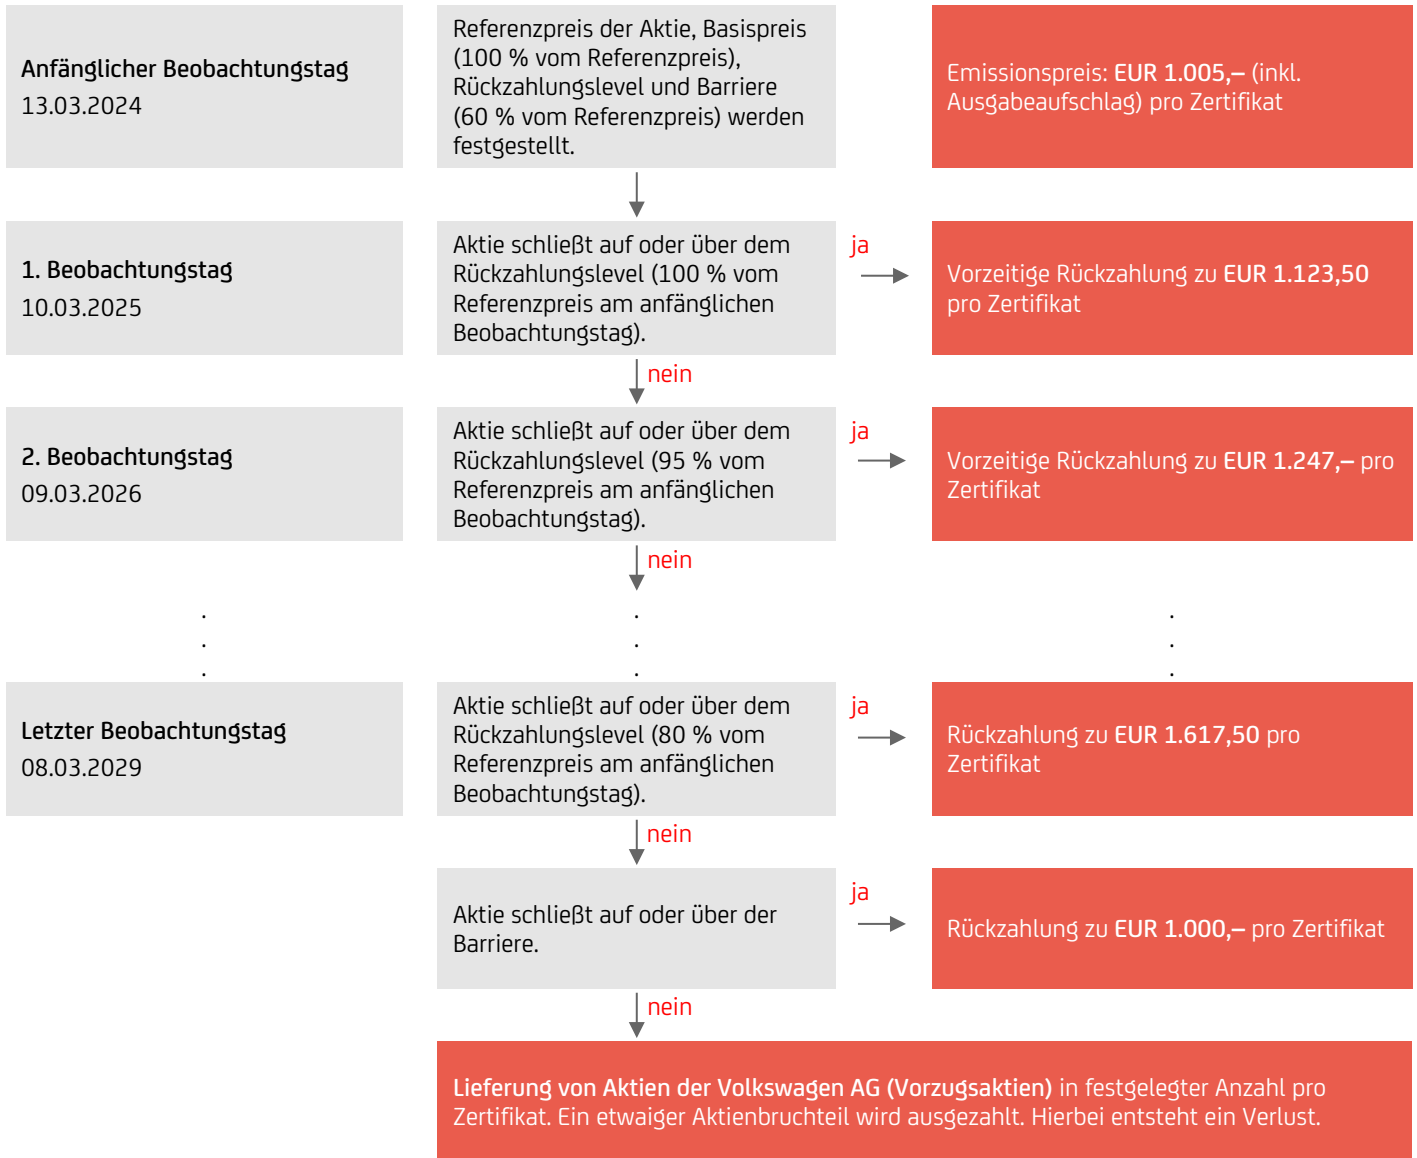 Anfänglicher Beobachtungstag
13.03.2024
Referenzpreis der Aktie, Basispreis
(100 % vom Referenzpreis),
Rückzahlungslevel und Barriere
(60 % vom Referenzpreis) werden
festgestellt.
Emissionspreis: EUR 1.005,– (inkl.
Ausgabeaufschlag) pro Zertifikat
1. Beobachtungstag
10.03.2025
Aktie schließt auf oder über dem
Rückzahlungslevel (100 % vom
Referenzpreis am anfänglichen
Beobachtungstag).
ja
Vorzeitige Rückzahlung zu EUR 1.123,50
pro Zertifikat
nein
2. Beobachtungstag
09.03.2026
Aktie schließt auf oder über dem
Rückzahlungslevel (95 % vom
Referenzpreis am anfänglichen
Beobachtungstag).
ja
Vorzeitige Rückzahlung zu EUR 1.247,– pro
Zertifikat
nein
. . .
. . .
. . .
Letzter Beobachtungstag
08.03.2029
Aktie schließt auf oder über dem
Rückzahlungslevel (80 % vom
Referenzpreis am anfänglichen
Beobachtungstag).
ja
Rückzahlung zu EUR 1.617,50 pro
Zertifikat
nein
Aktie schließt auf oder über der
Barriere.
ja
Rückzahlung zu EUR 1.000,– pro Zertifikat
nein
Lieferung von Aktien der Volkswagen AG (Vorzugsaktien) in festgelegter Anzahl pro
Zertifikat. Ein etwaiger Aktienbruchteil wird ausgezahlt. Hierbei entsteht ein Verlust.